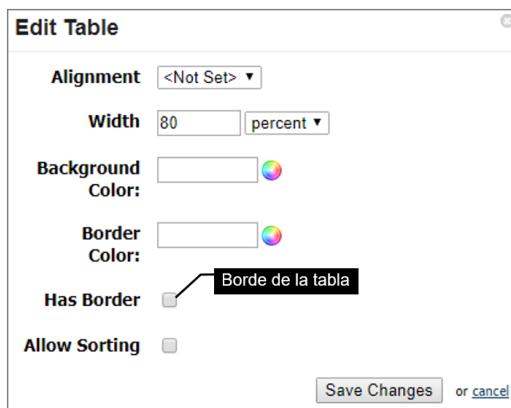 Edit Table
Alignment <Not Set>
Width 80 percent
Background
Color:
Border
Color:
Borde de la tabla
Has Border
Allow Sorting
Save Changes or cancel